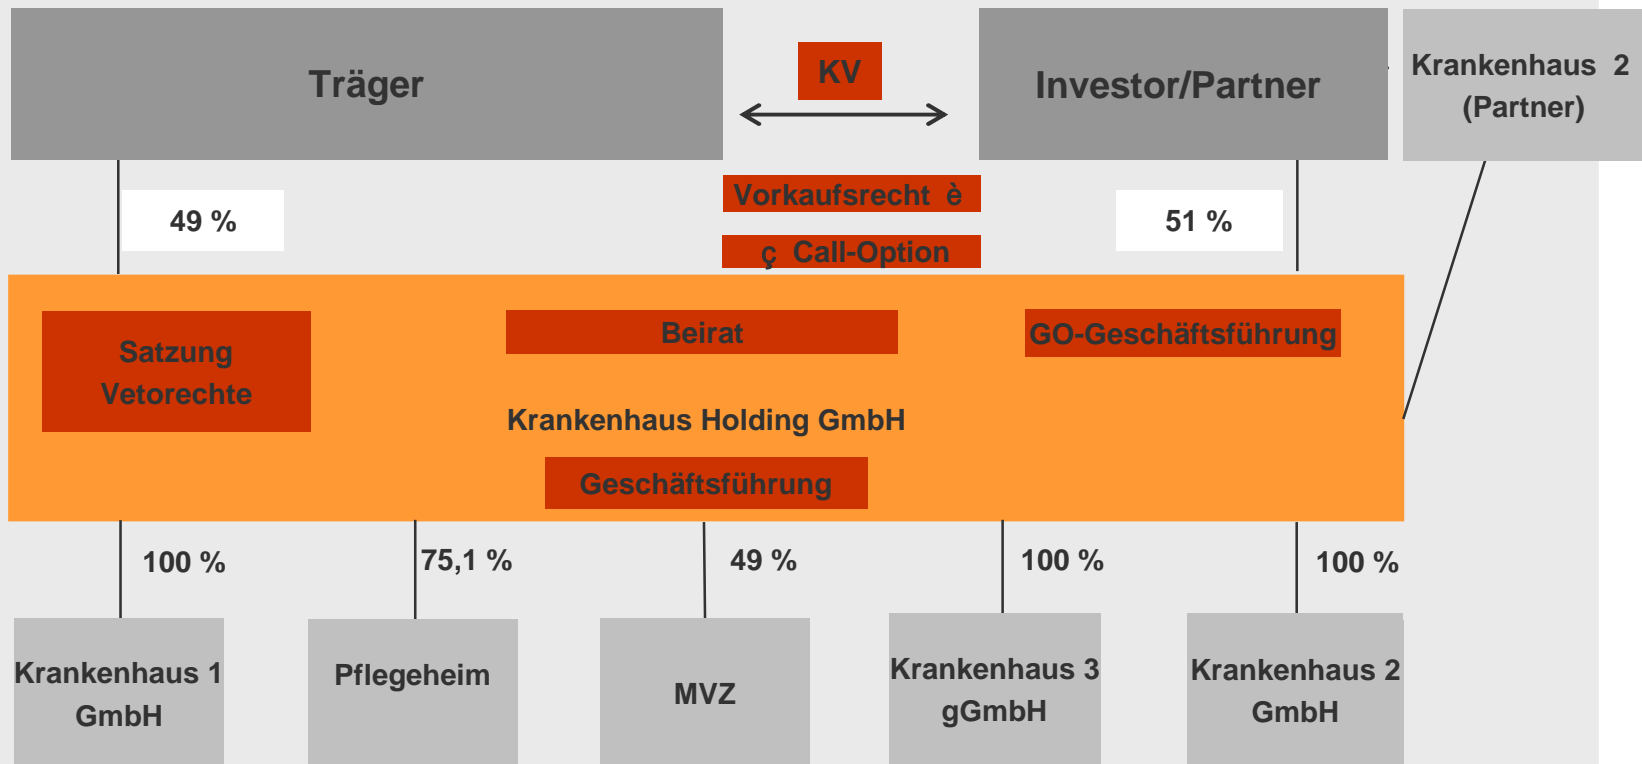 Träger
KV
Investor/Partner
Krankenhaus 2
(Partner)
Vorkaufsrecht è
49 %
51 %
ç Call-Option
Satzung
Vetorechte
Beirat
GO-Geschäftsführung
Krankenhaus Holding GmbH
Geschäftsführung
100 %
75,1 %
49 %
100 %
100 %
Krankenhaus 1
GmbH
Pflegeheim
MVZ
Krankenhaus 3
gGmbH
Krankenhaus 2
GmbH